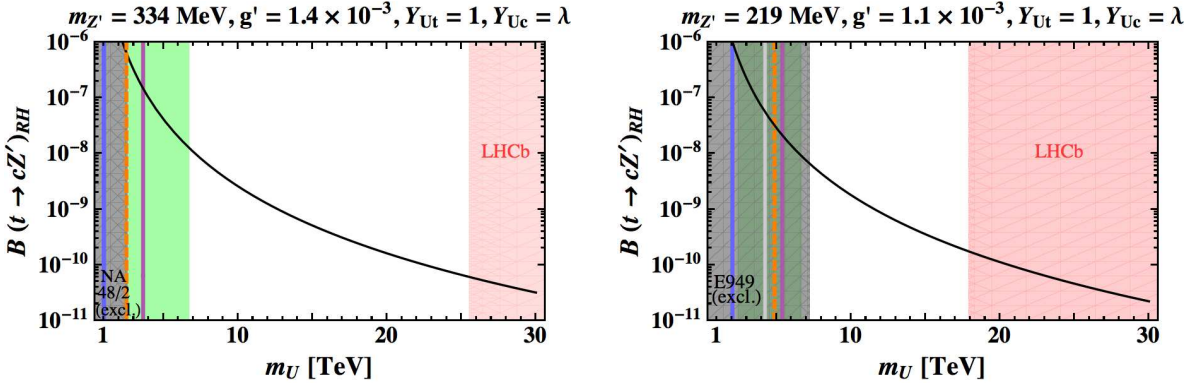 m_{Z'} = 334 MeV, g' = 1.4 × 10^{-3}, Y_{Ut} = 1, Y_{Uc} = λ
10^{-6}
10^{-7}
10^{-8}
10^{-9}
10^{-10}
10^{-11}
B (t → cZ')_{RH}
LHCb
NA
48/2
(excl.)
1 10 20 30
m_U [TeV]
m_{Z'} = 219 MeV, g' = 1.1 × 10^{-3}, Y_{Ut} = 1, Y_{Uc} = λ
10^{-6}
10^{-7}
10^{-8}
10^{-9}
10^{-10}
10^{-11}
B (t → cZ')_{RH}
LHCb
E949
(excl.)
1 10 20 30
m_U [TeV]